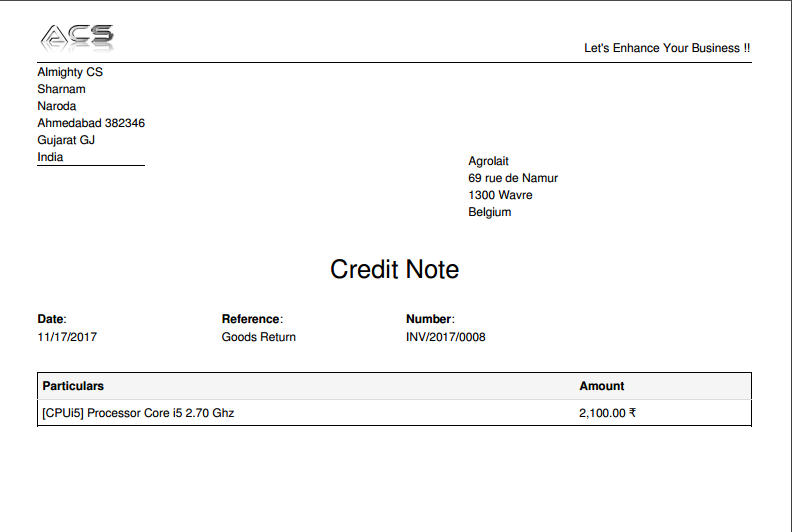 ACS
Let's Enhance Your Business !!
Almighty CS
Sharnam
Naroda
Ahmedabad 382346
Gujarat GJ
India
Agrolait
69 rue de Namur
1300 Wavre
Belgium
Credit Note
Date: Reference: Number:
11/17/2017 Goods Return INV/2017/0008
Particulars Amount
[CPUi5] Processor Core i5 2.70 Ghz 2,100.00 ₹